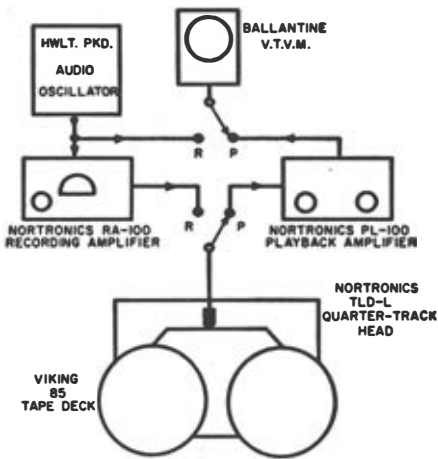 HWLT. PKD.
AUDIO
OSCILLATOR
BALLANTINE
V.T.V.M.
R P
NORTRONICS RA-100
RECORDING AMPLIFIER
R P
NORTRONICS PL-100
PLAYBACK AMPLIFIER
NORTRONICS
TLD-L
QUARTER-TRACK
HEAD
VIKING
85
TAPE DECK